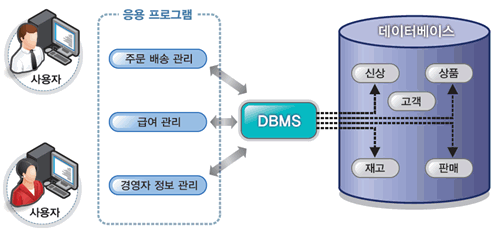 응용 프로그램
사용자
주문 배송 관리
급여 관리
경영자 정보 관리
사용자
DBMS
데이터베이스
신상
상품
고객
재고
판매